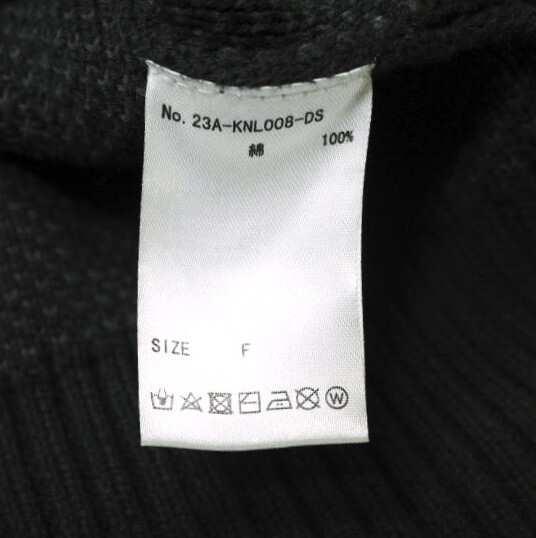 No. 23A-KNL008-DS
綿 100%
SIZE F
W